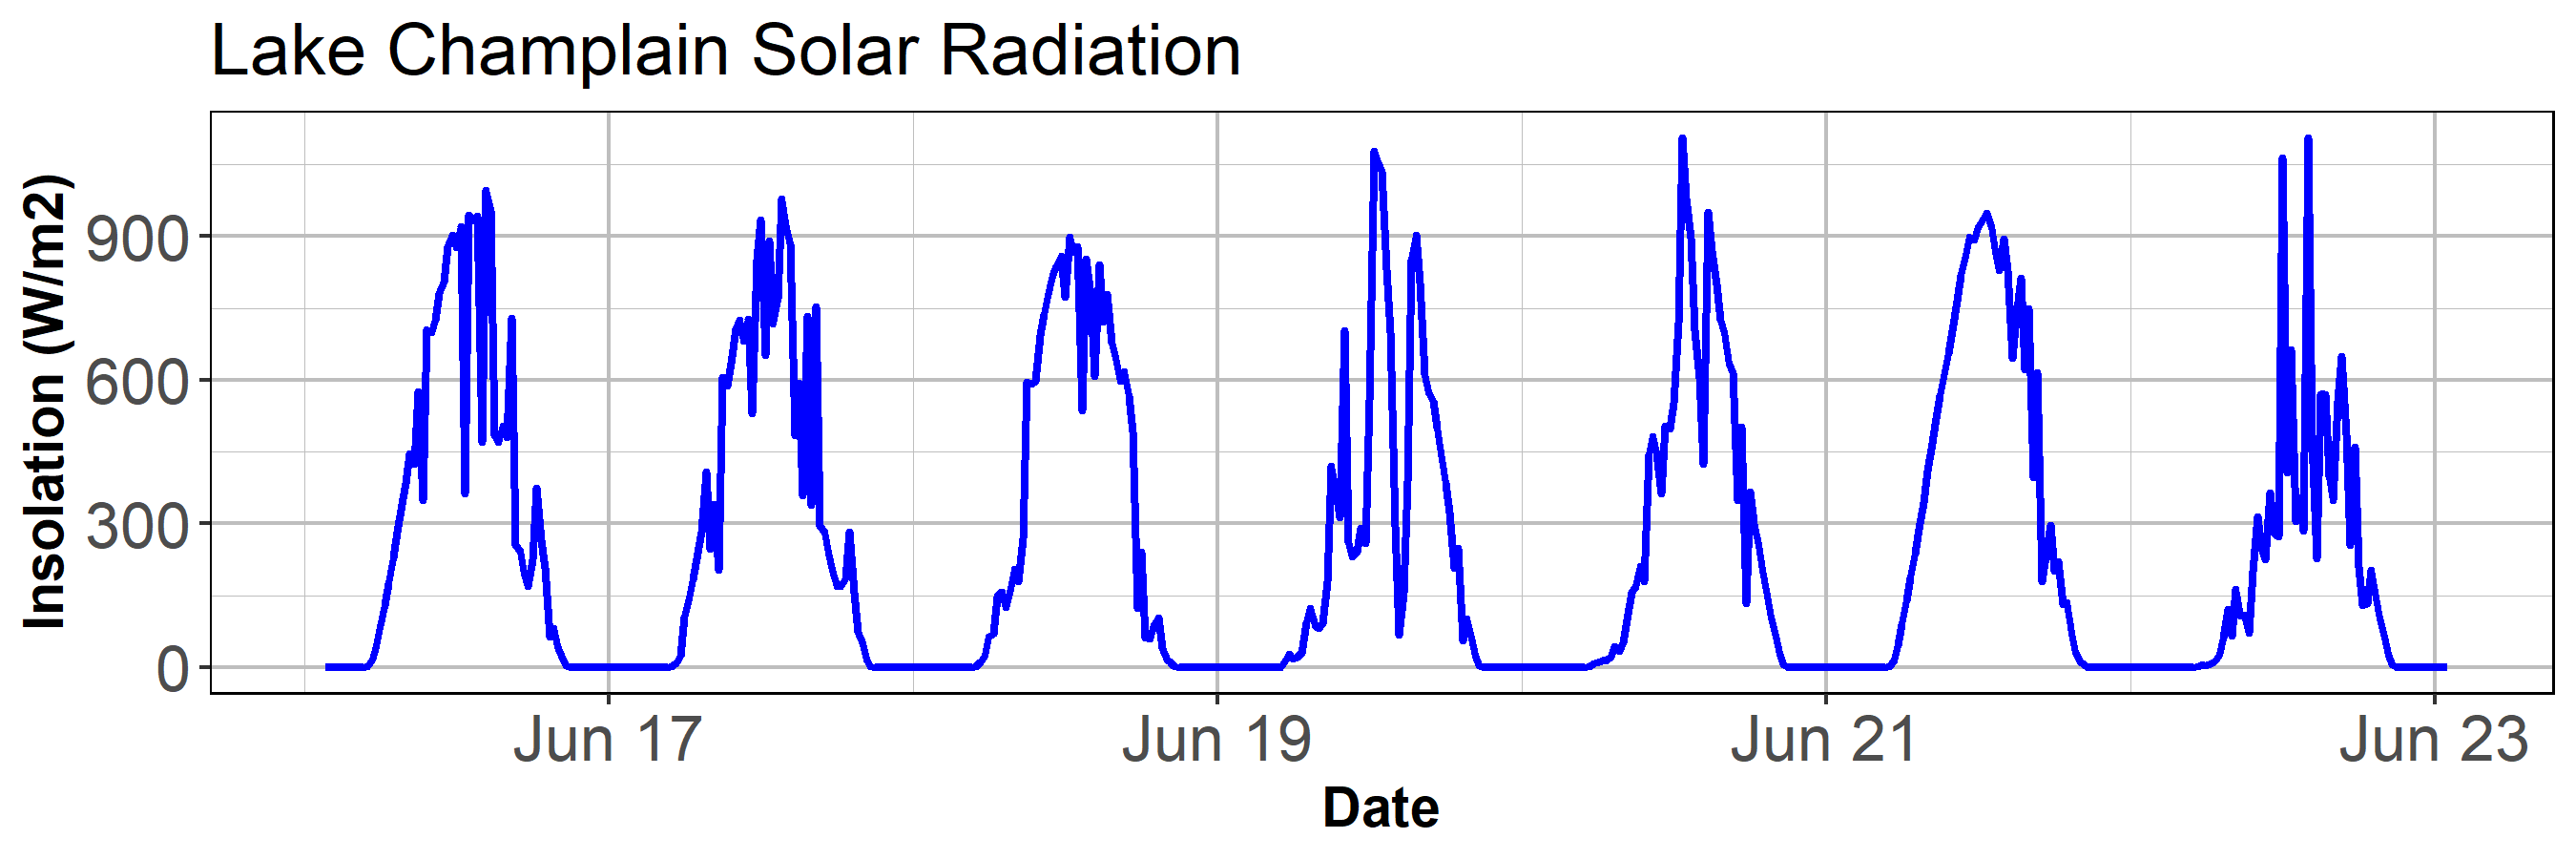 Lake Champlain Solar Radiation
Insolation (W/m2)
900
600
300
0
Jun 17
Jun 19
Jun 21
Jun 23
Date